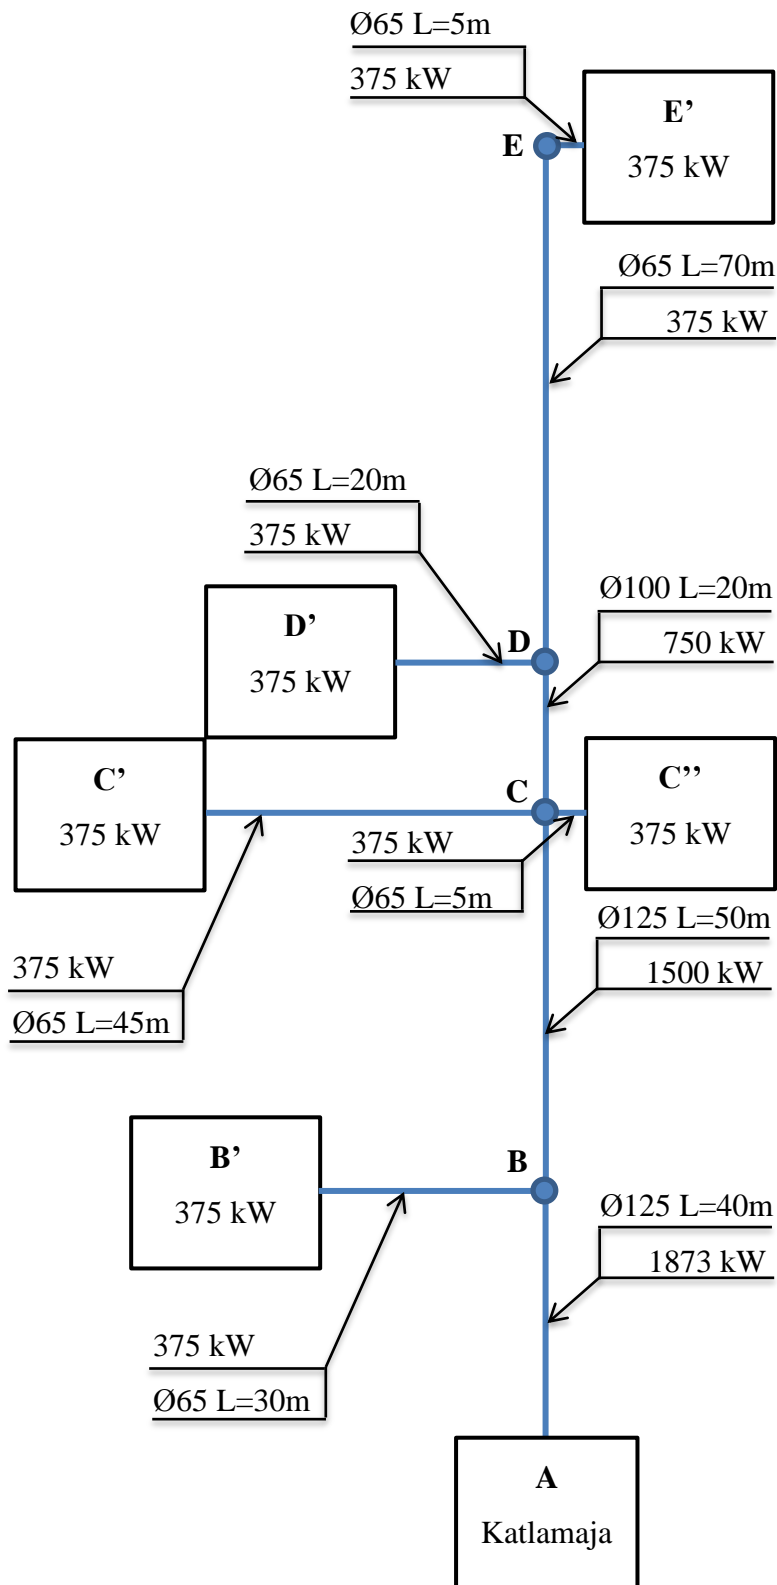 Ø65 L=5m
375 kW
E’
375 kW
E
Ø65 L=70m
375 kW
Ø65 L=20m
375 kW
Ø100 L=20m
750 kW
D’
375 kW
D
C’
375 kW
C
C’’
375 kW
375 kW
Ø65 L=5m
Ø125 L=50m
1500 kW
375 kW
Ø65 L=45m
B’
375 kW
B
Ø125 L=40m
1873 kW
375 kW
Ø65 L=30m
A
Katlamaja